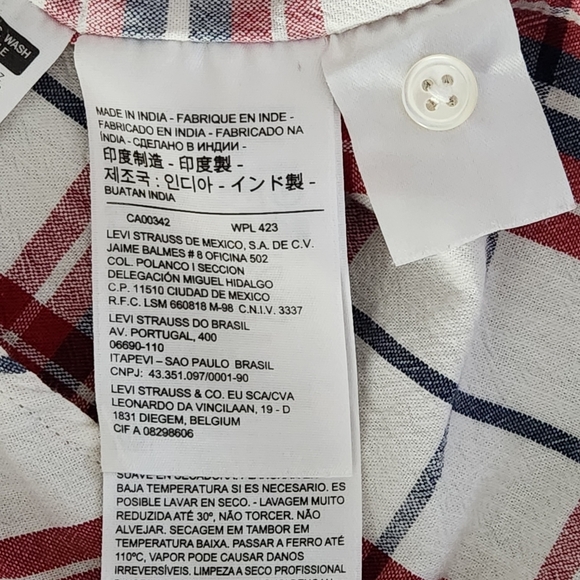 WASH
MADE IN INDIA - FABRIQUE EN INDE -
FABRICADO EN INDIA - FABRICADO NA
ÍNDIA - СДЕЛАНО В ИНДИИ -
印度制造 - 印度製 -
제조국 : 인디아 - インド製 -
BUATAN INDIA
CA00342 WPL 423
LEVI STRAUSS DE MEXICO, S.A. DE C.V.
JAIME BALMES # 8 OFICINA 502
COL. POLANCO I SECCION
DELEGACIÓN MIGUEL HIDALGO
C.P. 11510 CIUDAD DE MEXICO
R.F.C. LSM 660818 M-98 C.N.I.V. 3337
LEVI STRAUSS DO BRASIL
AV. PORTUGAL, 400
06690-110
ITAPEVI – SAO PAULO BRASIL
CNPJ: 43.351.097/0001-90
LEVI STRAUSS & CO. EU SCA/CVA
LEONARDO DA VINCILAAN, 19 - D
1831 DIEGEM, BELGIUM
CIF A 08298606
SUAVE EN SECADORA.
BAJA TEMPERATURA SI ES NECESARIO. ES
POSIBLE LAVAR EN SECO. - LAVAGEM MUITO
REDUZIDA ATÉ 30º, NÃO TORCER. NÃO
ALVEJAR. SECAGEM EM TAMBOR EM
TEMPERATURA BAIXA. PASSAR A FERRO ATÉ
110ºC, VAPOR PODE CAUSAR DANOS
IRREVERSÍVEIS. LIMPEZA A SECO PROFISSIONAL